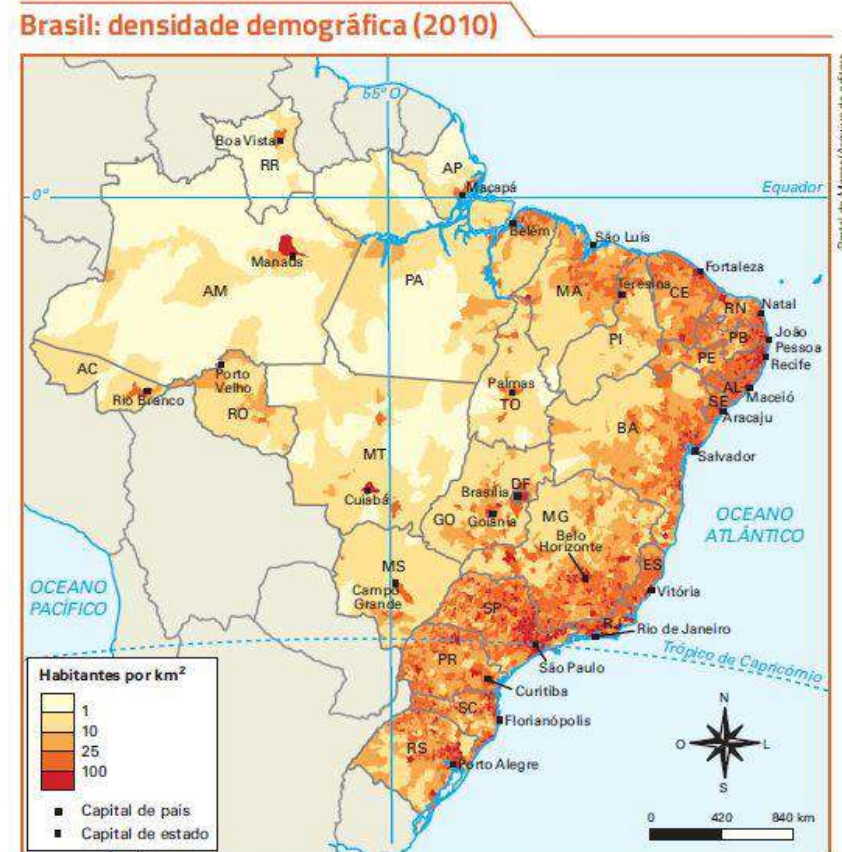 Brasil: densidade demográfica (2010)
55° O
Boa Vista
RR
AP
Macapá
0°
Equador
Belém
São Luís
Manaus
Fortaleza
AM
PA
MA
Teresina
CE
RN
Natal
PB
João
Pessoa
PI
PE
Recife
AC
Porto
Velho
Rio Branco
RO
Palmas
TO
AL
Maceió
SE
Aracaju
BA
MT
Salvador
Cuiabá
Brasília
DF
GO
Goiânia
MG
Belo
Horizonte
OCEANO
ATLÂNTICO
MS
Campo
Grande
ES
Vitória
OCEANO
PACÍFICO
SP
Rio de Janeiro
São Paulo
Trópico de Capricórnio
PR
Curitiba
SC
Florianópolis
RS
Porto Alegre
Habitantes por km²
1
10
25
100
Capital de país
Capital de estado
N
O
L
S
0
420
840 km